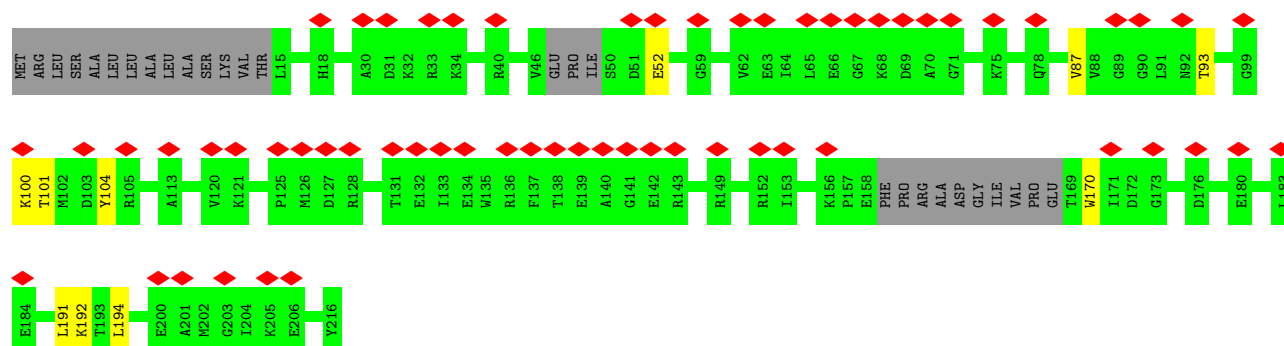 MET ARG LEU SER ALA LEU LEU ALA LEU ALA SER LYS VAL THR L15 H18 A30 D31 K32 R33 K34 R40 V46 GLU PRO ILE S50 D51 E52 G59 V62 E63 I64 L65 E66 G67 K68 D69 A70 G71 K75 Q78 V87 V88 G89 G90 L91 N92 T93 G99
K100 T101 M102 D103 Y104 R105 A113 V120 K121 P125 M126 D127 R128 T131 E132 I133 E134 W135 R136 F137 T138 E139 A140 G141 E142 R143 R149 R152 I153 K156 P157 E158 PHE PRO ARG ALA ASP GLY ILE VAL PRO GLU T169 W170 I171 D172 G173 D176 E180 L183
E184 L191 K192 T193 L194 E200 A201 M202 G203 I204 K205 E206 Y216